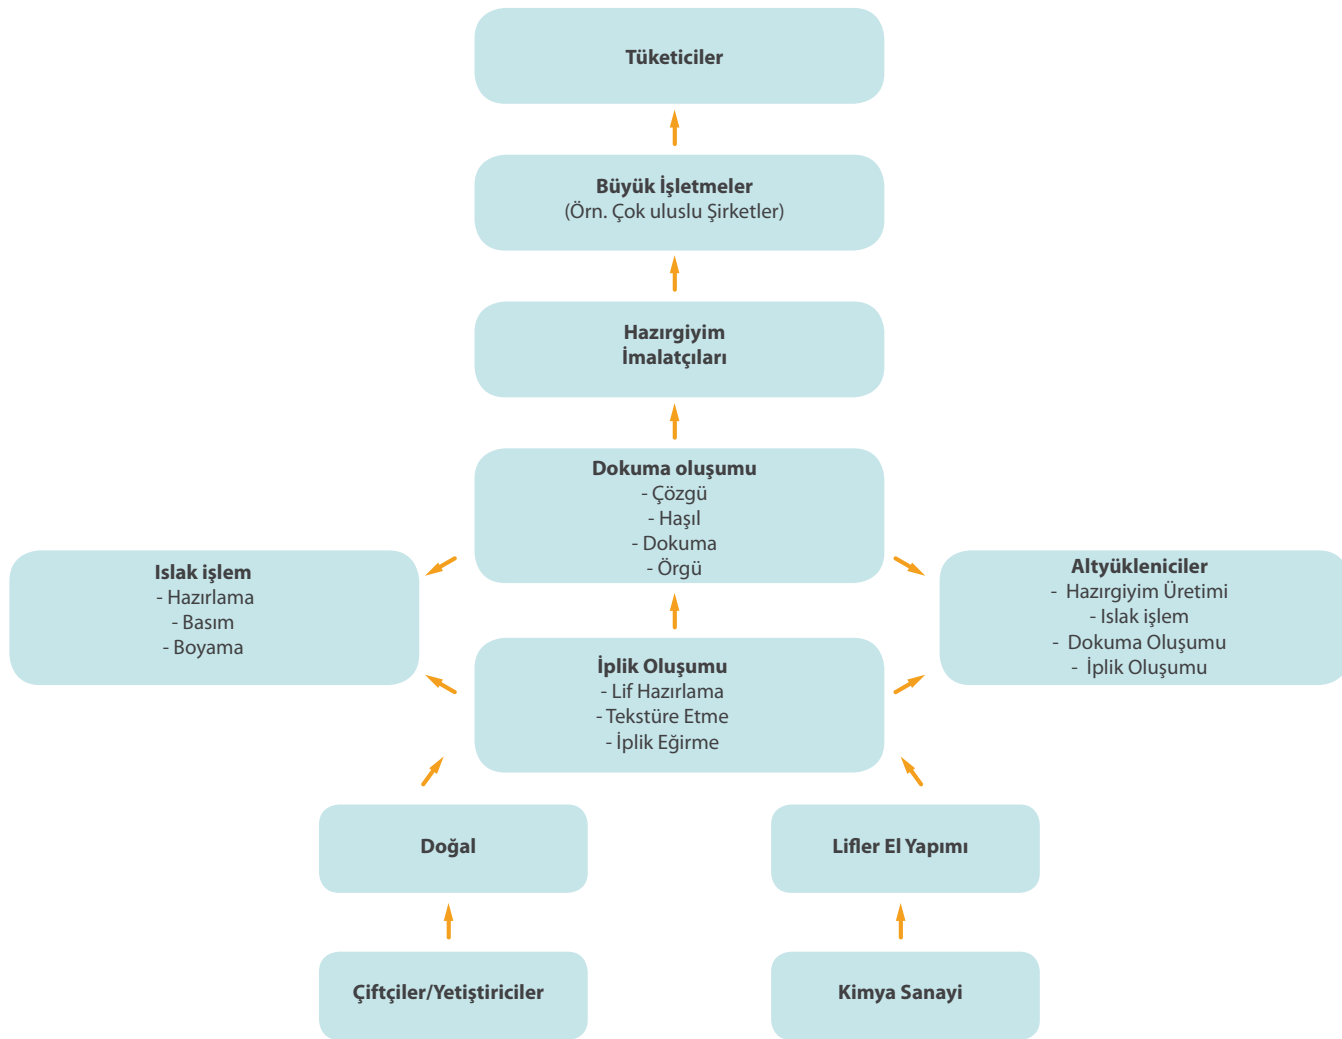 Tüketiciler
Büyük İşletmeler
(Örn. Çok uluslu Şirketler)
Hazırgiyim
İmalatçıları
Dokuma oluşumu
- Çözgü
- Haşıl
- Dokuma
- Örgü
Islak işlem
- Hazırlama
- Basım
- Boyama
Altyükleniciler
- Hazırgiyim Üretimi
- Islak işlem
- Dokuma Oluşumu
- İplik Oluşumu
İplik Oluşumu
- Lif Hazırlama
- Tekstüre Etme
- İplik Eğirme
Doğal
Lifler El Yapımı
Çiftçiler/Yetiştiriciler
Kimya Sanayi